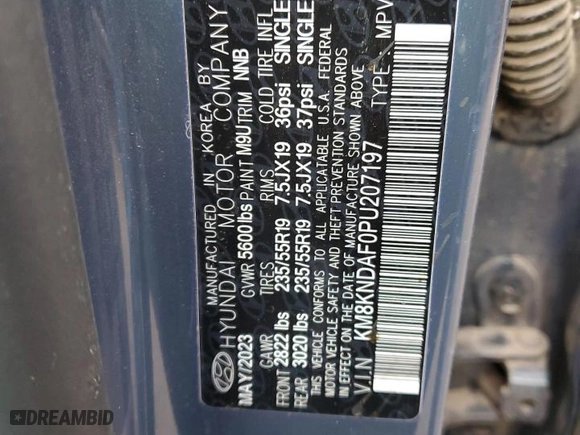 MANUFACTURED IN KOREA BY
HYUNDAI MOTOR COMPANY
MAY/2023 GVWR 5600 lbs PAINT M9U TRIM NNB
GAWR TIRES RIMS COLD TIRE INFL
FRONT 2822 lbs 235/55R19 7.5JX19 36psi SINGLE
REAR 3020 lbs 235/55R19 7.5JX19 37psi SINGLE
THIS VEHICLE CONFORMS TO ALL APPLICABLE U.S.A. FEDERAL
MOTOR VEHICLE SAFETY AND THEFT PREVENTION STANDARDS
IN EFFECT ON THE DATE OF MANUFACTURE SHOWN ABOVE.
V.I.N: KM8KNDAF0PU207197 TYPE: MPV
DREAMBID